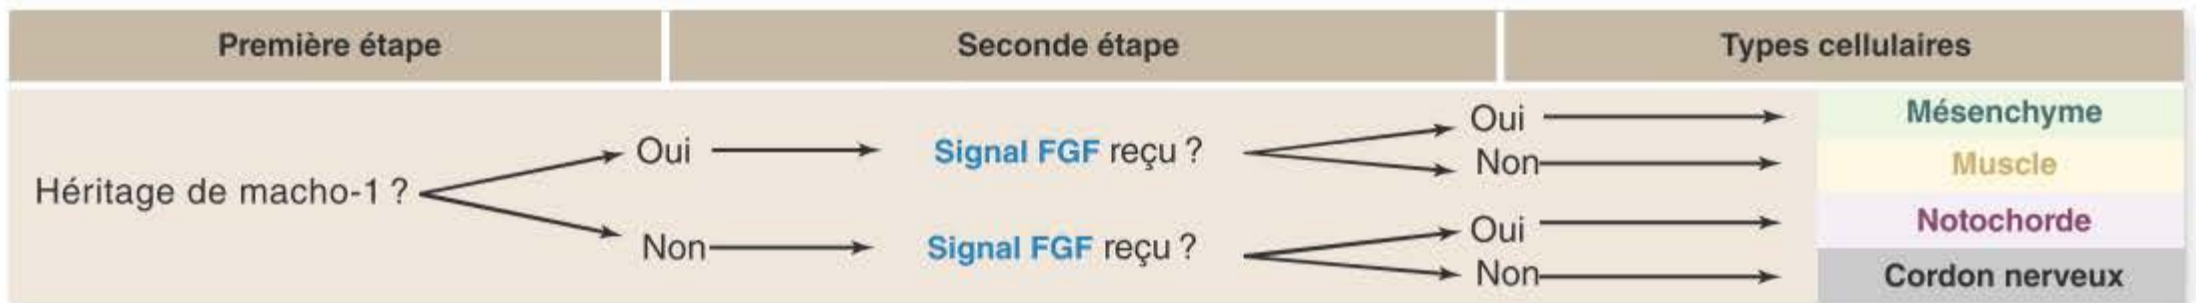 Première étape
Seconde étape
Types cellulaires
Héritage de macho-1 ?
Oui
Signal FGF reçu ?
Oui
Mésenchyme
Non
Muscle
Non
Signal FGF reçu ?
Oui
Notochorde
Non
Cordon nerveux